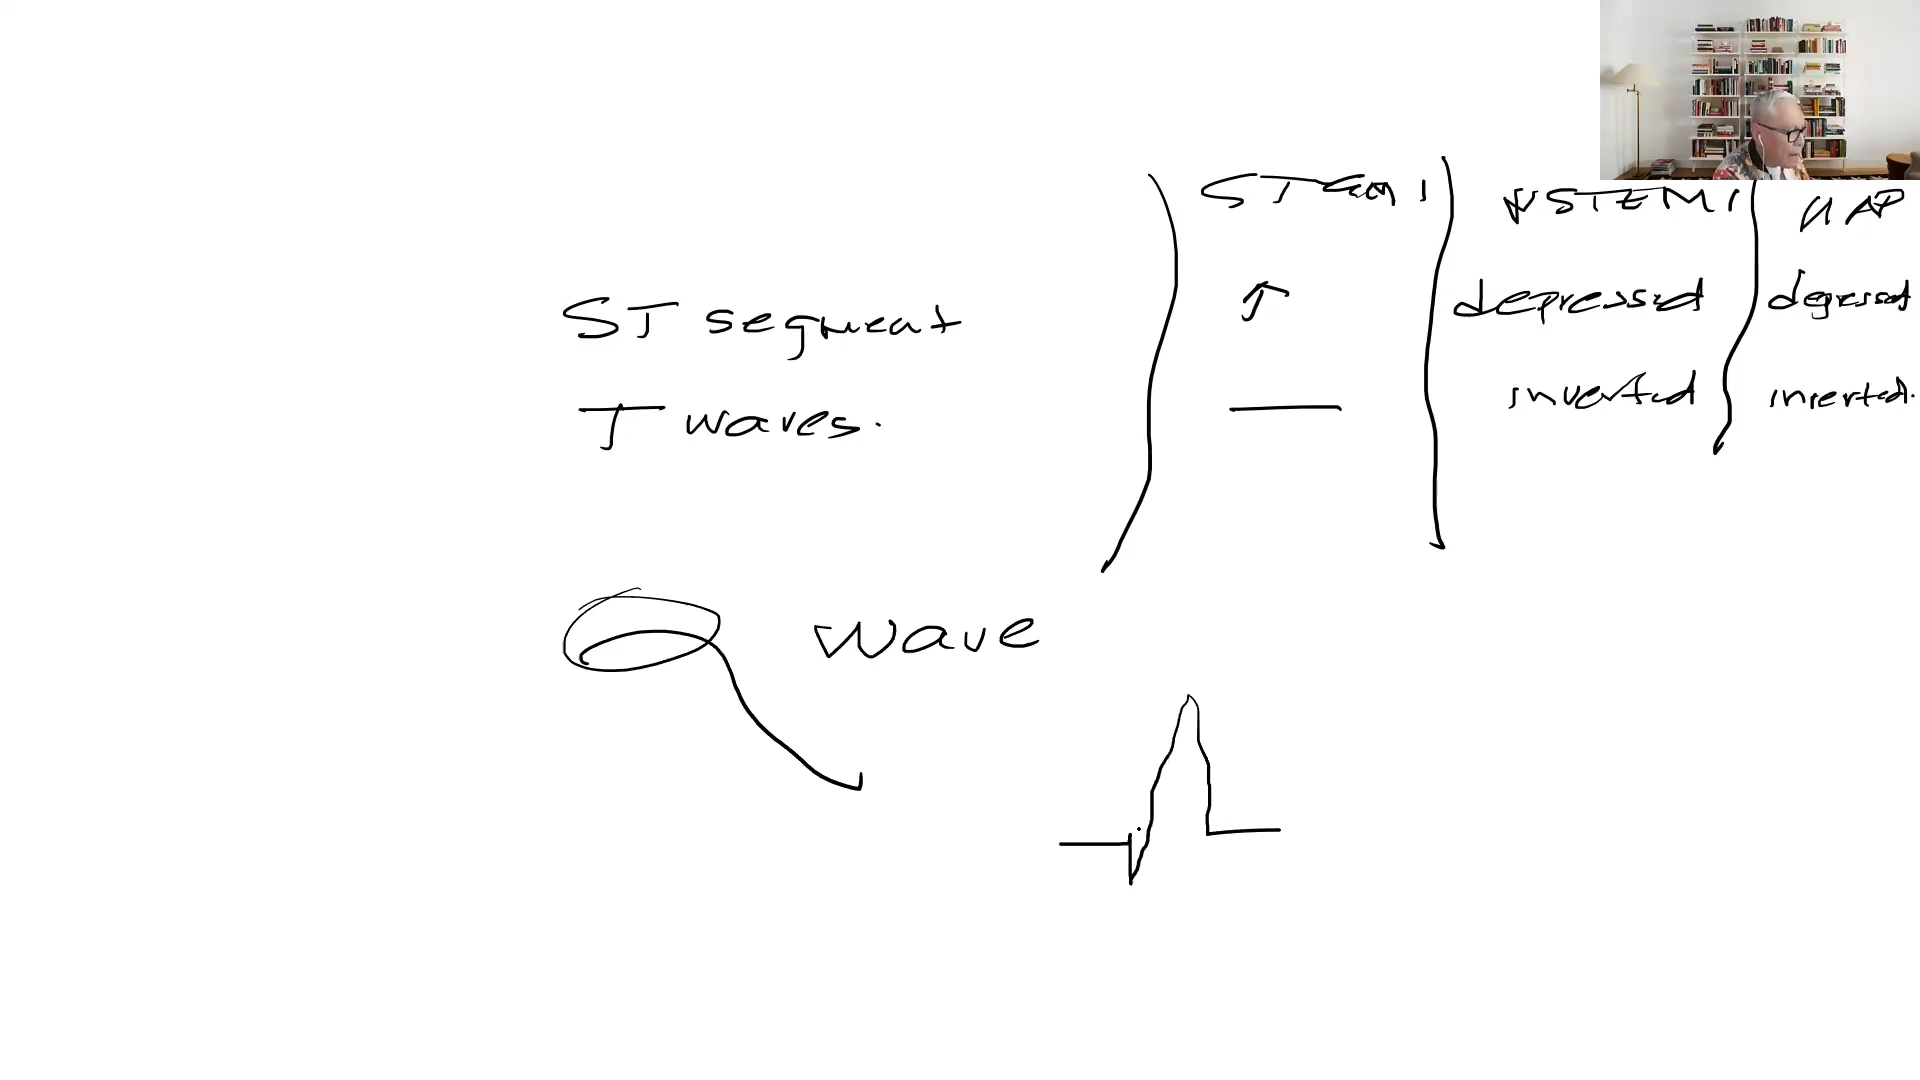 STEMI NSTEMI UAP
ST segment ↑ depressed depressed
T waves. — inverted inverted.
Q wave